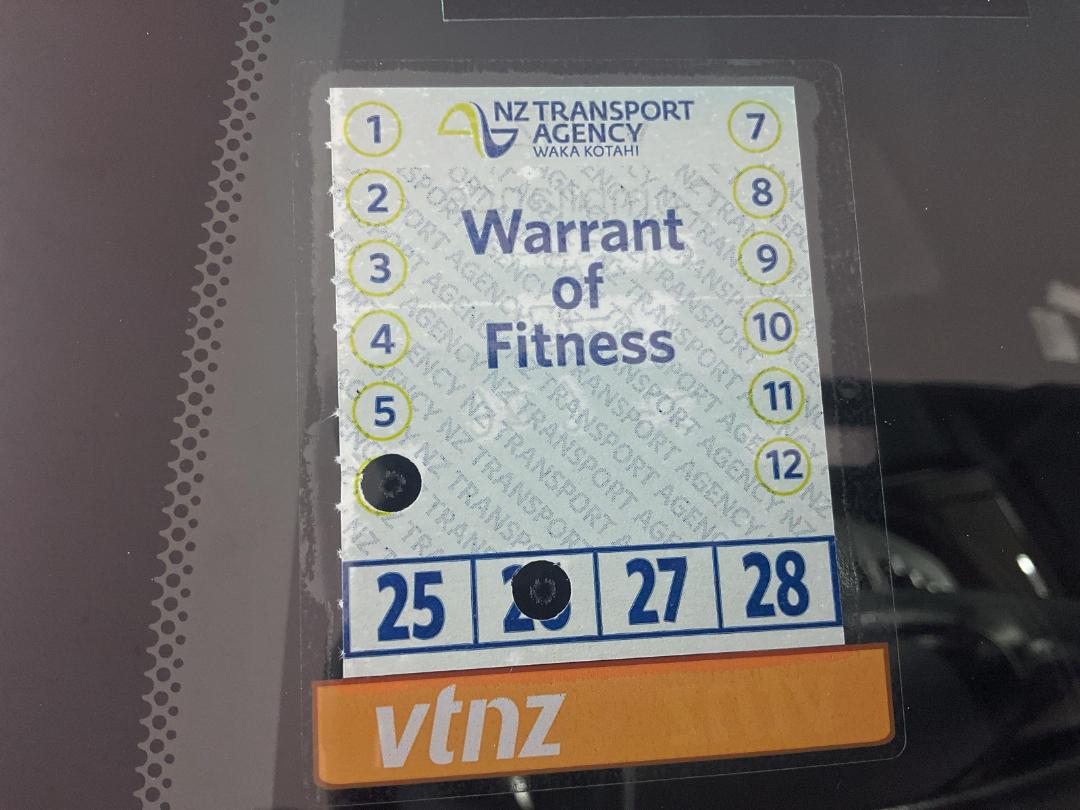 NZ TRANSPORT
AGENCY
WAKA KOTAHI
Warrant
of
Fitness
1
2
3
4
5
7
8
9
10
11
12
25 26 27 28
vtnz